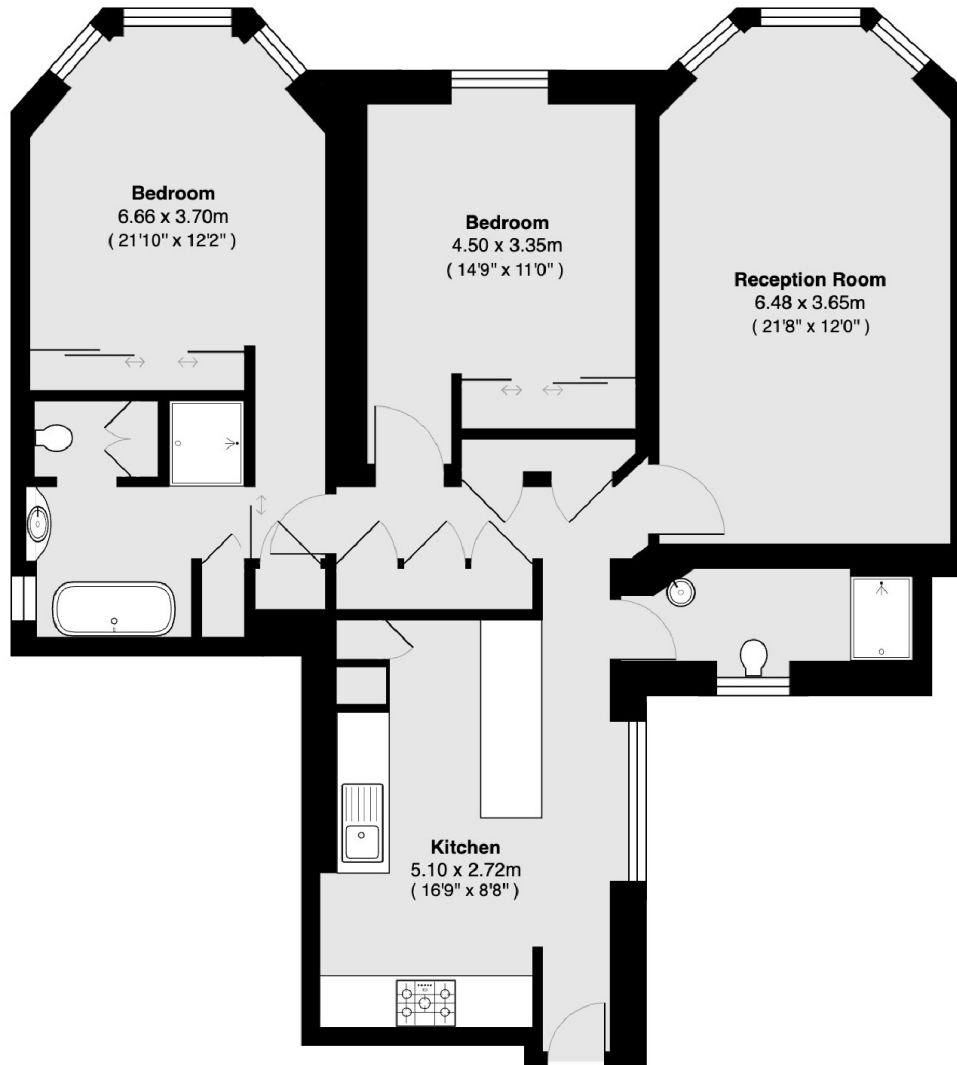 Bedroom
6.66 x 3.70m
( 21'10" x 12'2" )
Bedroom
4.50 x 3.35m
( 14'9" x 11'0" )
Reception Room
6.48 x 3.65m
( 21'8" x 12'0" )
Kitchen
5.10 x 2.72m
( 16'9" x 8'8" )